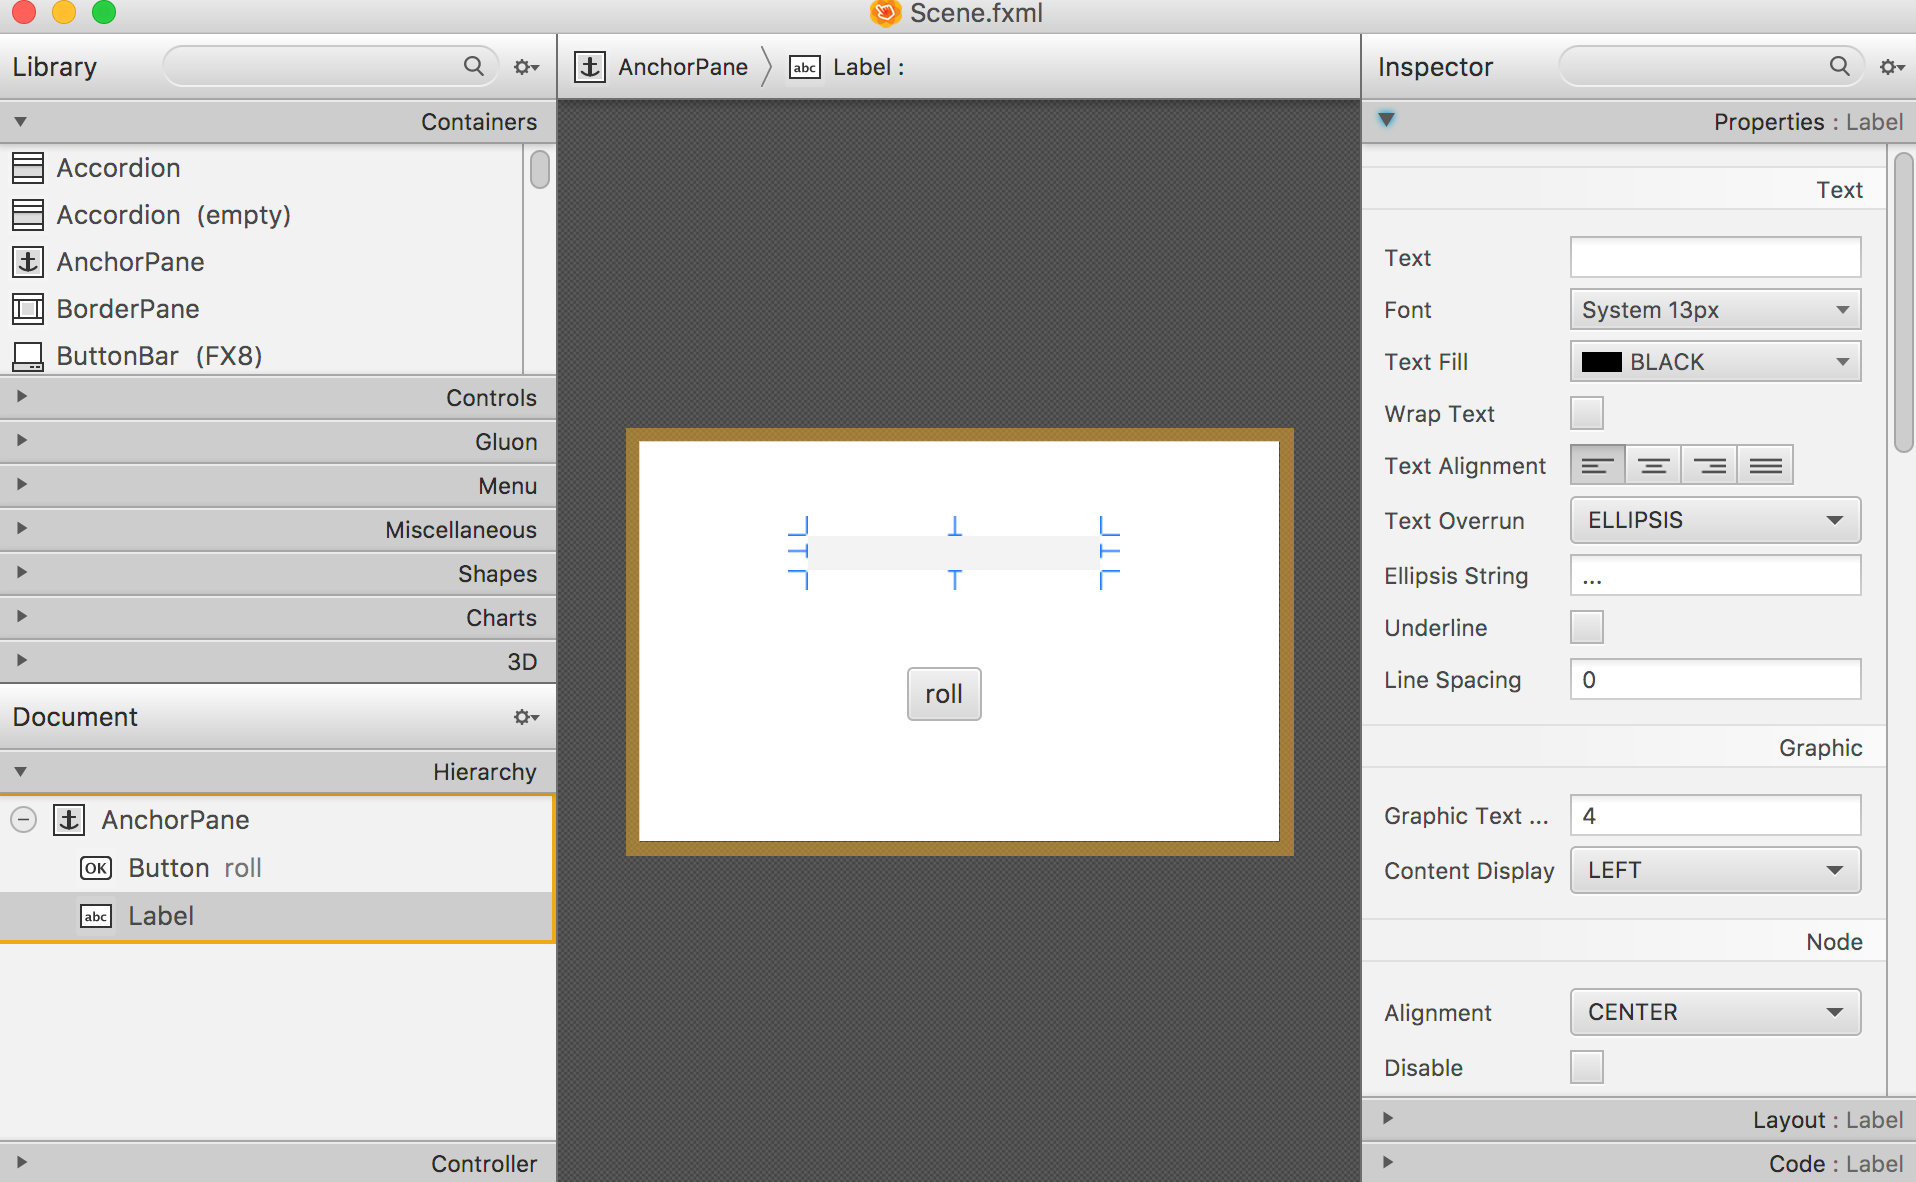 Scene.fxml
Library
AnchorPane
abc
Label :
Inspector
Containers
Accordion
Accordion (empty)
AnchorPane
BorderPane
ButtonBar (FX8)
Controls
Gluon
Menu
Miscellaneous
Shapes
Charts
3D
Document
Hierarchy
AnchorPane
OK Button roll
abc Label
Controller
roll
Properties : Label
Text
Text
Font System 13px
Text Fill BLACK
Wrap Text
Text Alignment
Text Overrun ELLIPSIS
Ellipsis String ...
Underline
Line Spacing 0
Graphic
Graphic Text ... 4
Content Display LEFT
Node
Alignment CENTER
Disable
Layout : Label
Code : Label